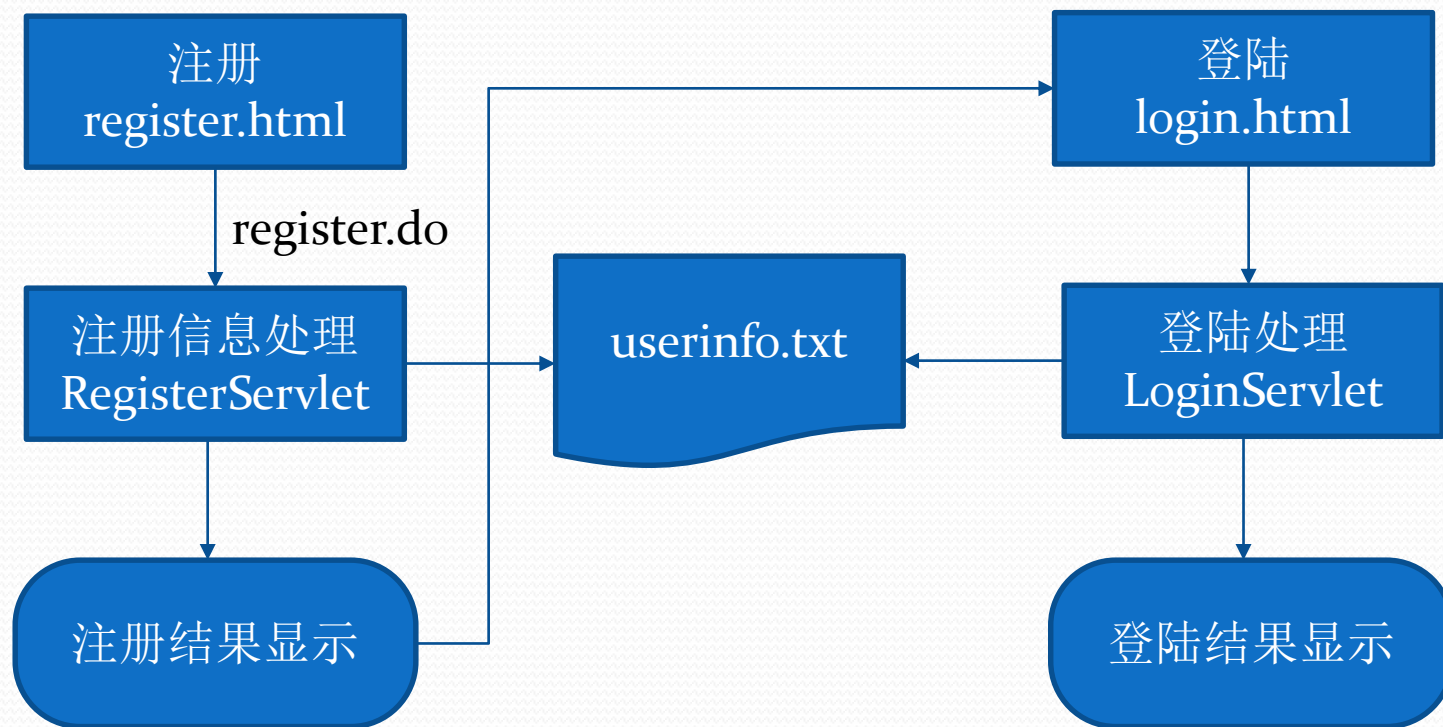 注册
register.html
登陆
login.html
register.do
注册信息处理
RegisterServlet
userinfo.txt
登陆处理
LoginServlet
注册结果显示
登陆结果显示